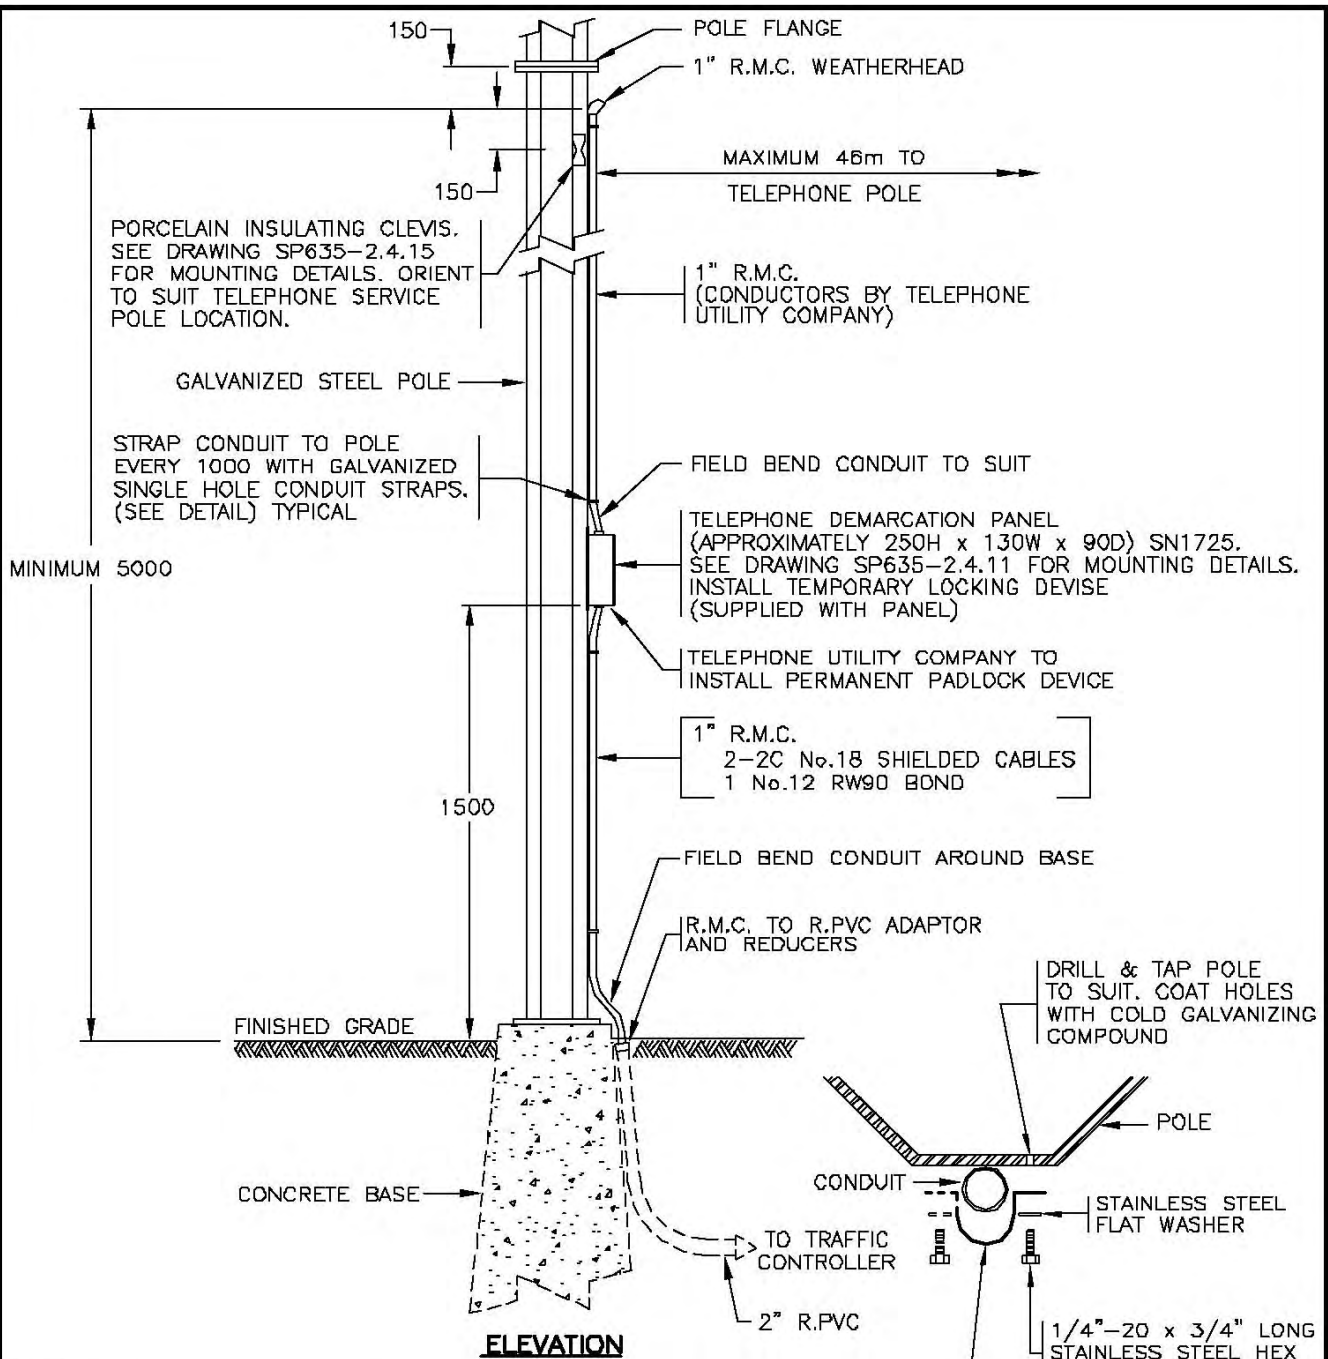 150
POLE FLANGE
1" R.M.C. WEATHERHEAD
MAXIMUM 46m TO
TELEPHONE POLE
150
PORCELAIN INSULATING CLEVIS.
SEE DRAWING SP635-2.4.15
FOR MOUNTING DETAILS. ORIENT
TO SUIT TELEPHONE SERVICE
POLE LOCATION.
1" R.M.C.
(CONDUCTORS BY TELEPHONE
UTILITY COMPANY)
GALVANIZED STEEL POLE
STRAP CONDUIT TO POLE
EVERY 1000 WITH GALVANIZED
SINGLE HOLE CONDUIT STRAPS.
(SEE DETAIL) TYPICAL
FIELD BEND CONDUIT TO SUIT
TELEPHONE DEMARCATION PANEL
(APPROXIMATELY 250H x 130W x 90D) SN1725.
SEE DRAWING SP635-2.4.11 FOR MOUNTING DETAILS.
INSTALL TEMPORARY LOCKING DEVISE
(SUPPLIED WITH PANEL)
MINIMUM 5000
TELEPHONE UTILITY COMPANY TO
INSTALL PERMANENT PADLOCK DEVICE
1" R.M.C.
2-2C No.18 SHIELDED CABLES
1 No.12 RW90 BOND
1500
FIELD BEND CONDUIT AROUND BASE
R.M.C. TO R.PVC ADAPTOR
AND REDUCERS
DRILL & TAP POLE
TO SUIT. COAT HOLES
WITH COLD GALVANIZING
COMPOUND
FINISHED GRADE
POLE
CONDUIT
CONCRETE BASE
STAINLESS STEEL
FLAT WASHER
TO TRAFFIC
CONTROLLER
2" R.PVC
ELEVATION
1/4"-20 x 3/4" LONG
STAINLESS STEEL HEX